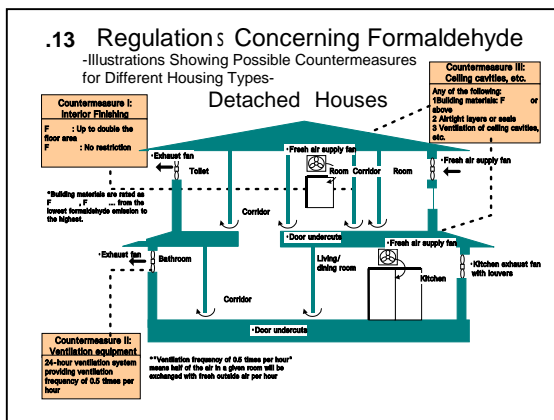 .13 Regulations Concerning Formaldehyde
-Illustrations Showing Possible Countermeasures
for Different Housing Types-
Detached Houses
Countermeasure III:
Ceiling cavities, etc.
Any of the following:
1Building materials: F or
above
2 Airtight layers or seals
3 Ventilation of ceiling cavities,
etc.
Countermeasure I:
Interior Finishing
F : Up to double the
floor area
F : No restriction
・Exhaust fan
Toilet
・Fresh air supply fan
Room
Corridor
Room
・Fresh air supply fan
*Building materials are rated as
F , F .... from the
lowest formaldehyde emission to
the highest.
Corridor
・Door undercuts
・Fresh air supply fan
・Exhaust fan
Bathroom
Living/
dining room
Kitchen
・Kitchen exhaust fan
with louvers
Corridor
・Door undercuts
Countermeasure II:
Ventilation equipment
24-hour ventilation system
providing ventilation
frequency of 0.5 times per
hour
*"Ventilation frequency of 0.5 times per hour"
means half of the air in a given room will be
exchanged with fresh outside air per hour